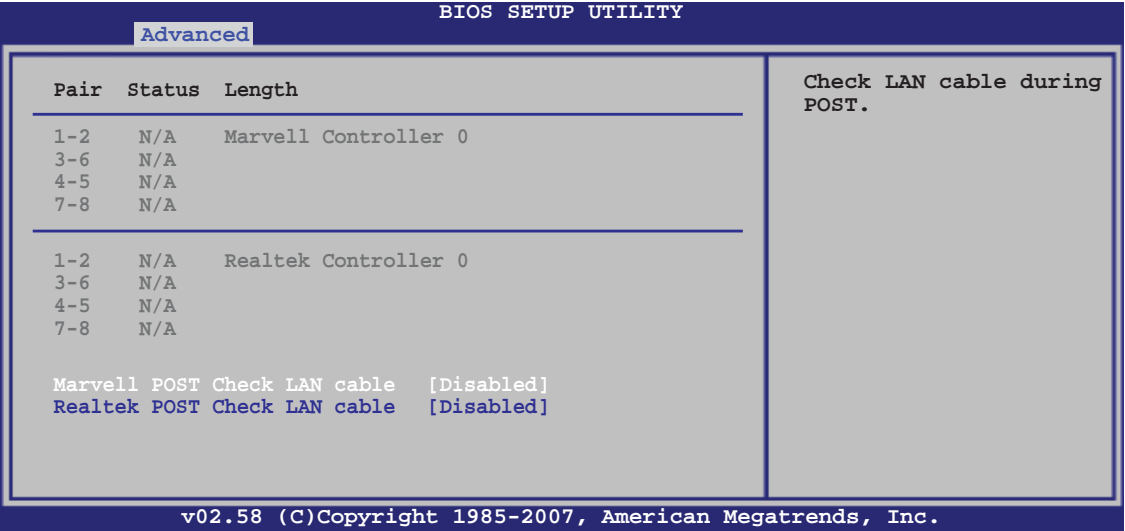 BIOS SETUP UTILITY
Advanced
Pair Status Length
1-2 N/A Marvell Controller 0
3-6 N/A
4-5 N/A
7-8 N/A
1-2 N/A Realtek Controller 0
3-6 N/A
4-5 N/A
7-8 N/A
Marvell POST Check LAN cable [Disabled]
Realtek POST Check LAN cable [Disabled]
Check LAN cable during
POST.
v02.58 (C)Copyright 1985-2007, American Megatrends, Inc.